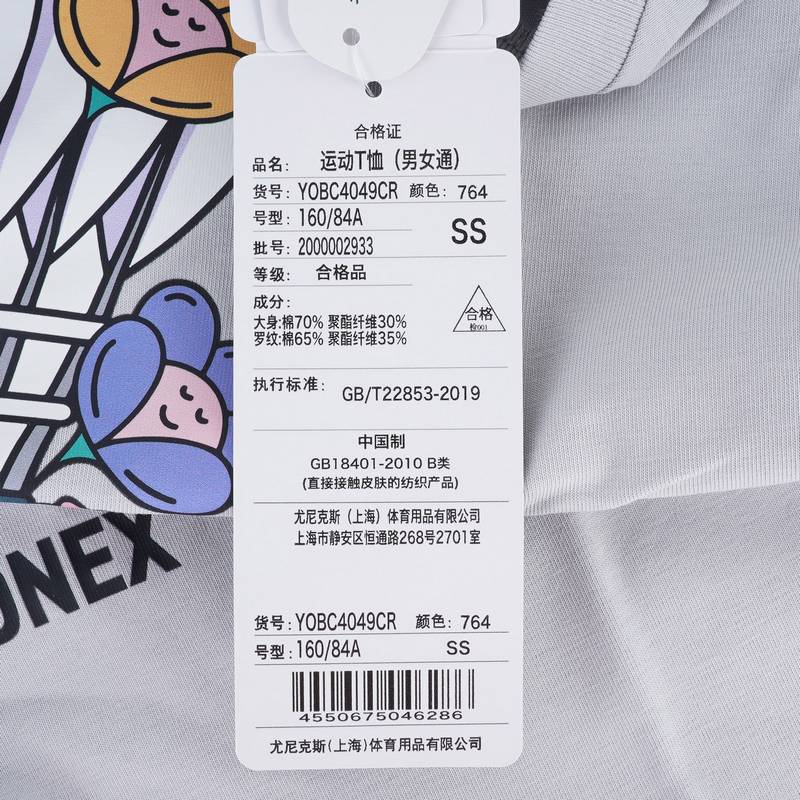 合格证
品名: 运动T恤（男女通）
货号: YOBC4049CR 颜色: 764
号型: 160/84A SS
批号: 2000002933
等级: 合格品
成分:
大身:棉70% 聚酯纤维30%
罗纹:棉65% 聚酯纤维35%
合格
检001
执行标准: GB/T22853-2019
中国制
GB18401-2010 B类
(直接接触皮肤的纺织产品)
尤尼克斯（上海）体育用品有限公司
上海市静安区恒通路268号2701室
ONEX
货号: YOBC4049CR 颜色: 764
号型: 160/84A SS
4550675046286
尤尼克斯(上海)体育用品有限公司